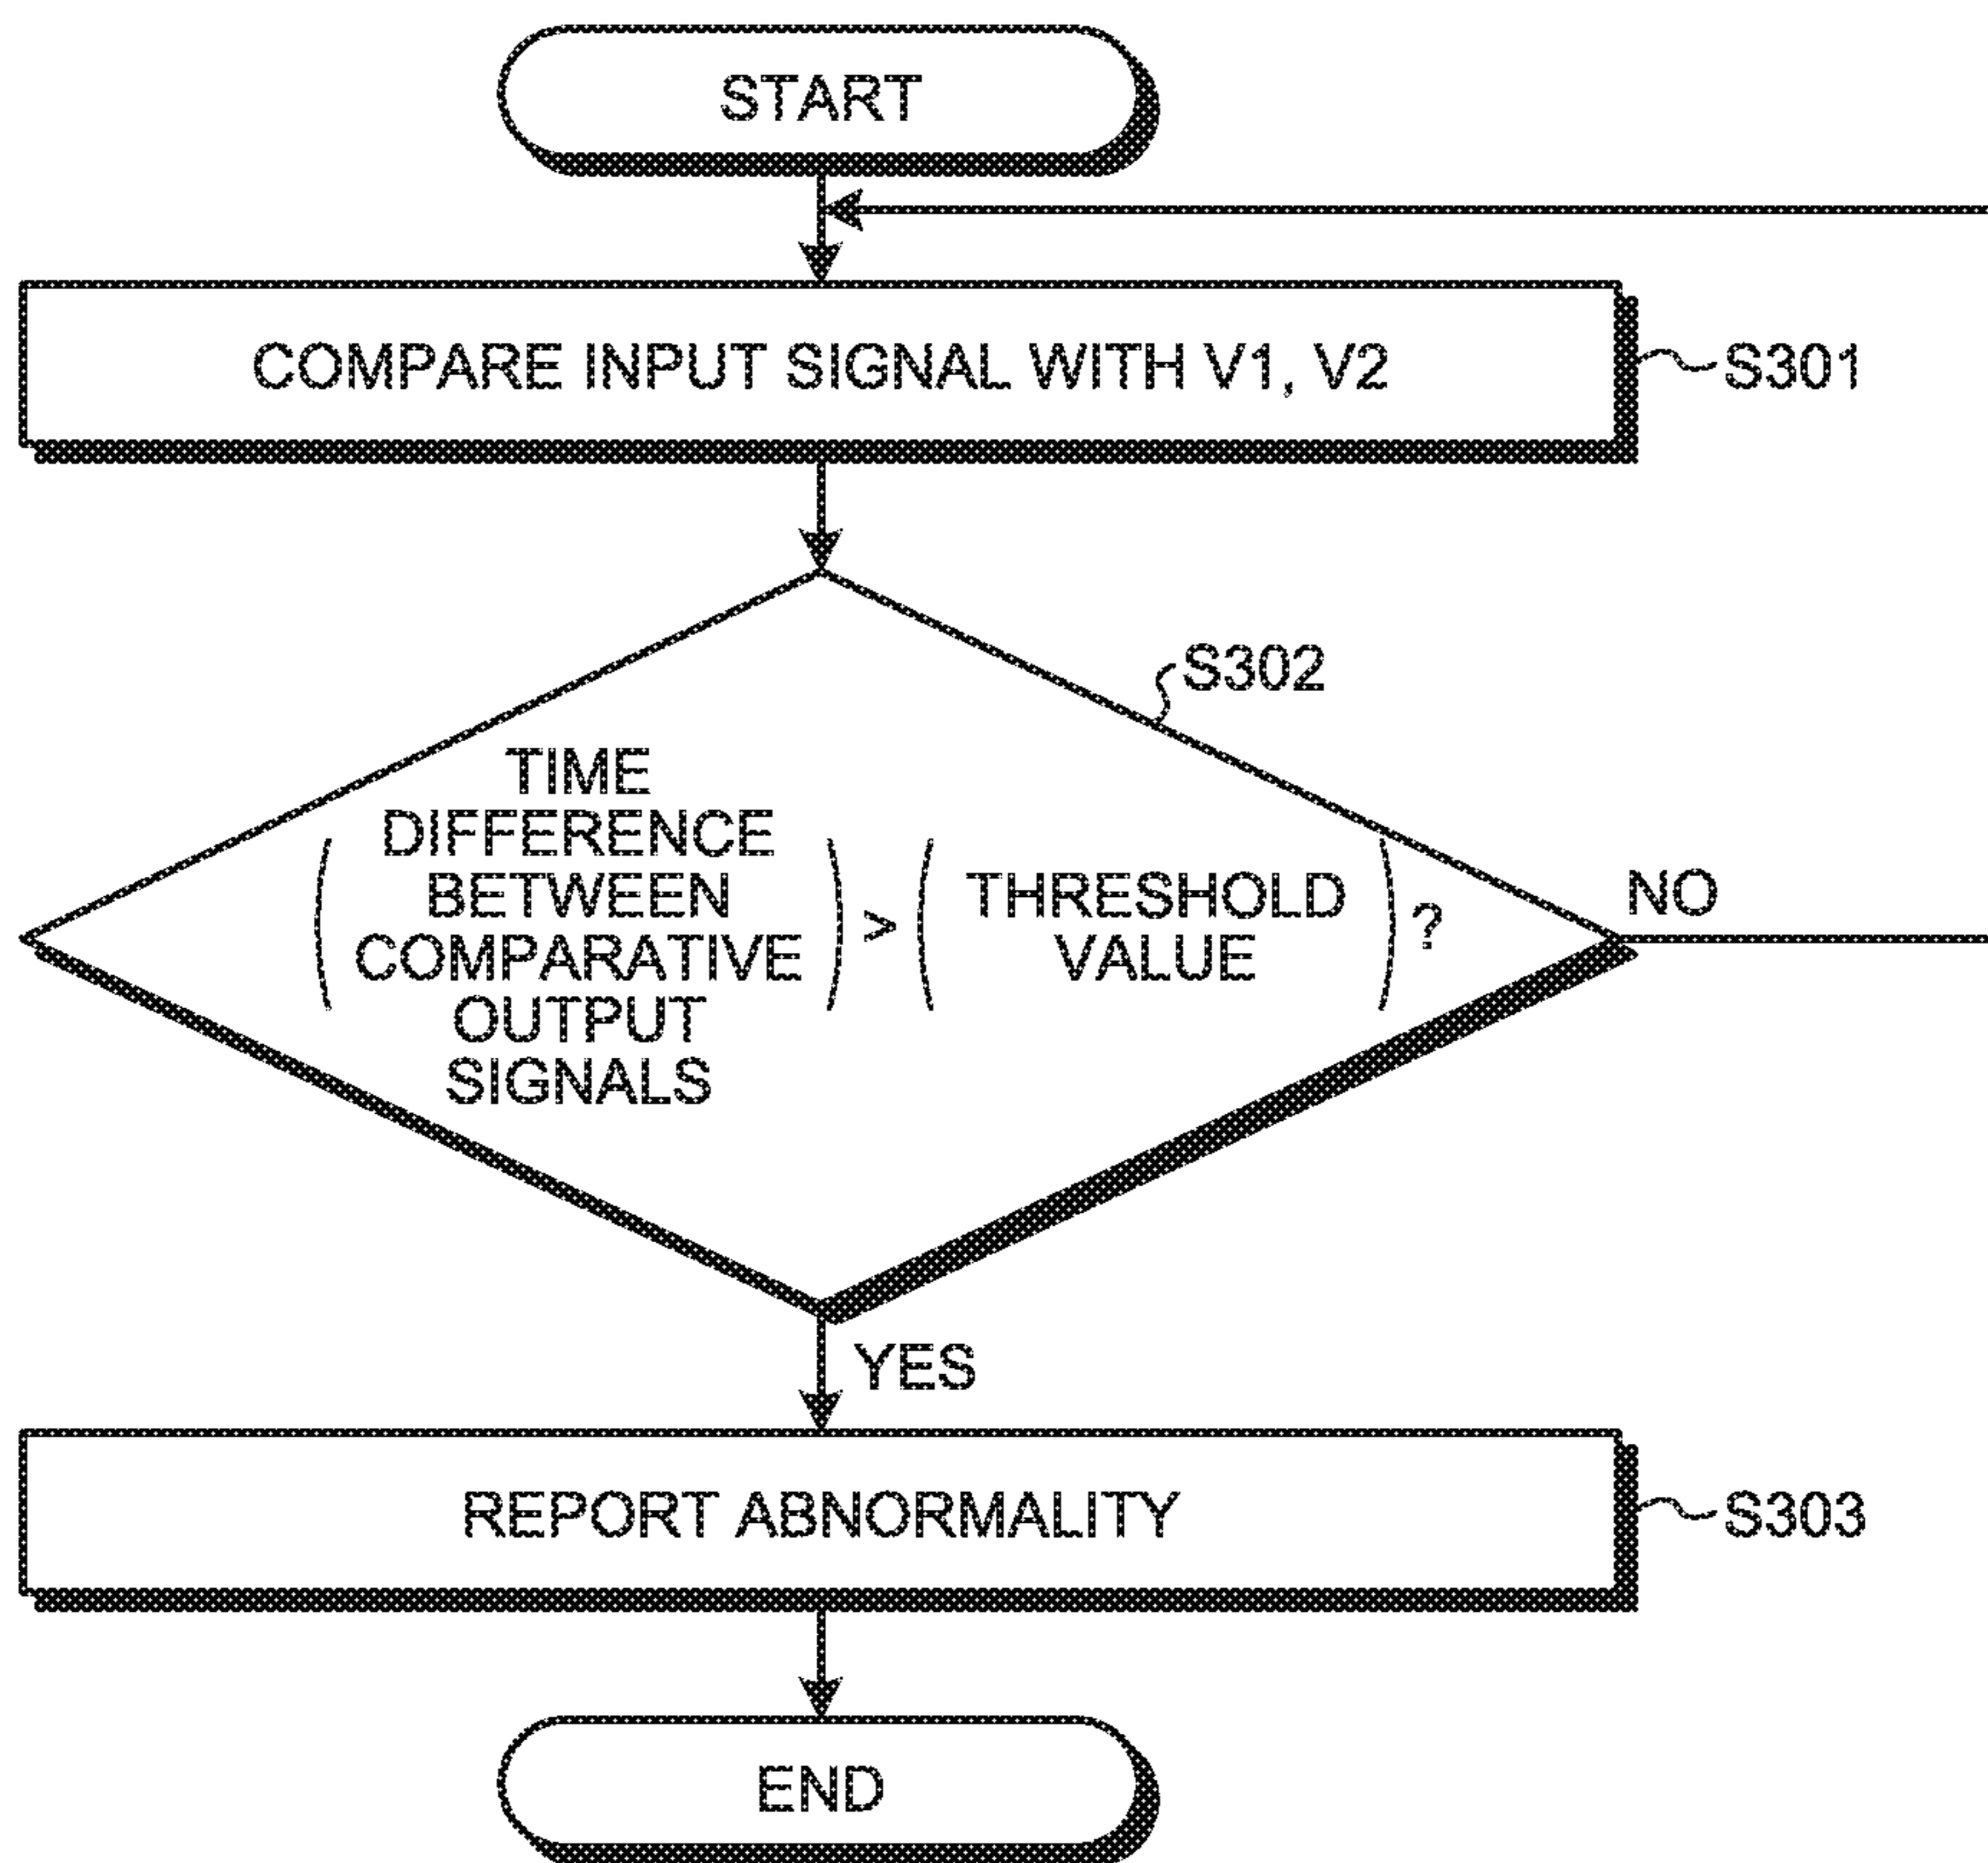 START
COMPARE INPUT SIGNAL WITH V1, V2
S301
S302
TIME
DIFFERENCE
BETWEEN
COMPARATIVE
OUTPUT
SIGNALS
>
THRESHOLD
VALUE
?
NO
YES
REPORT ABNORMALITY
S303
END